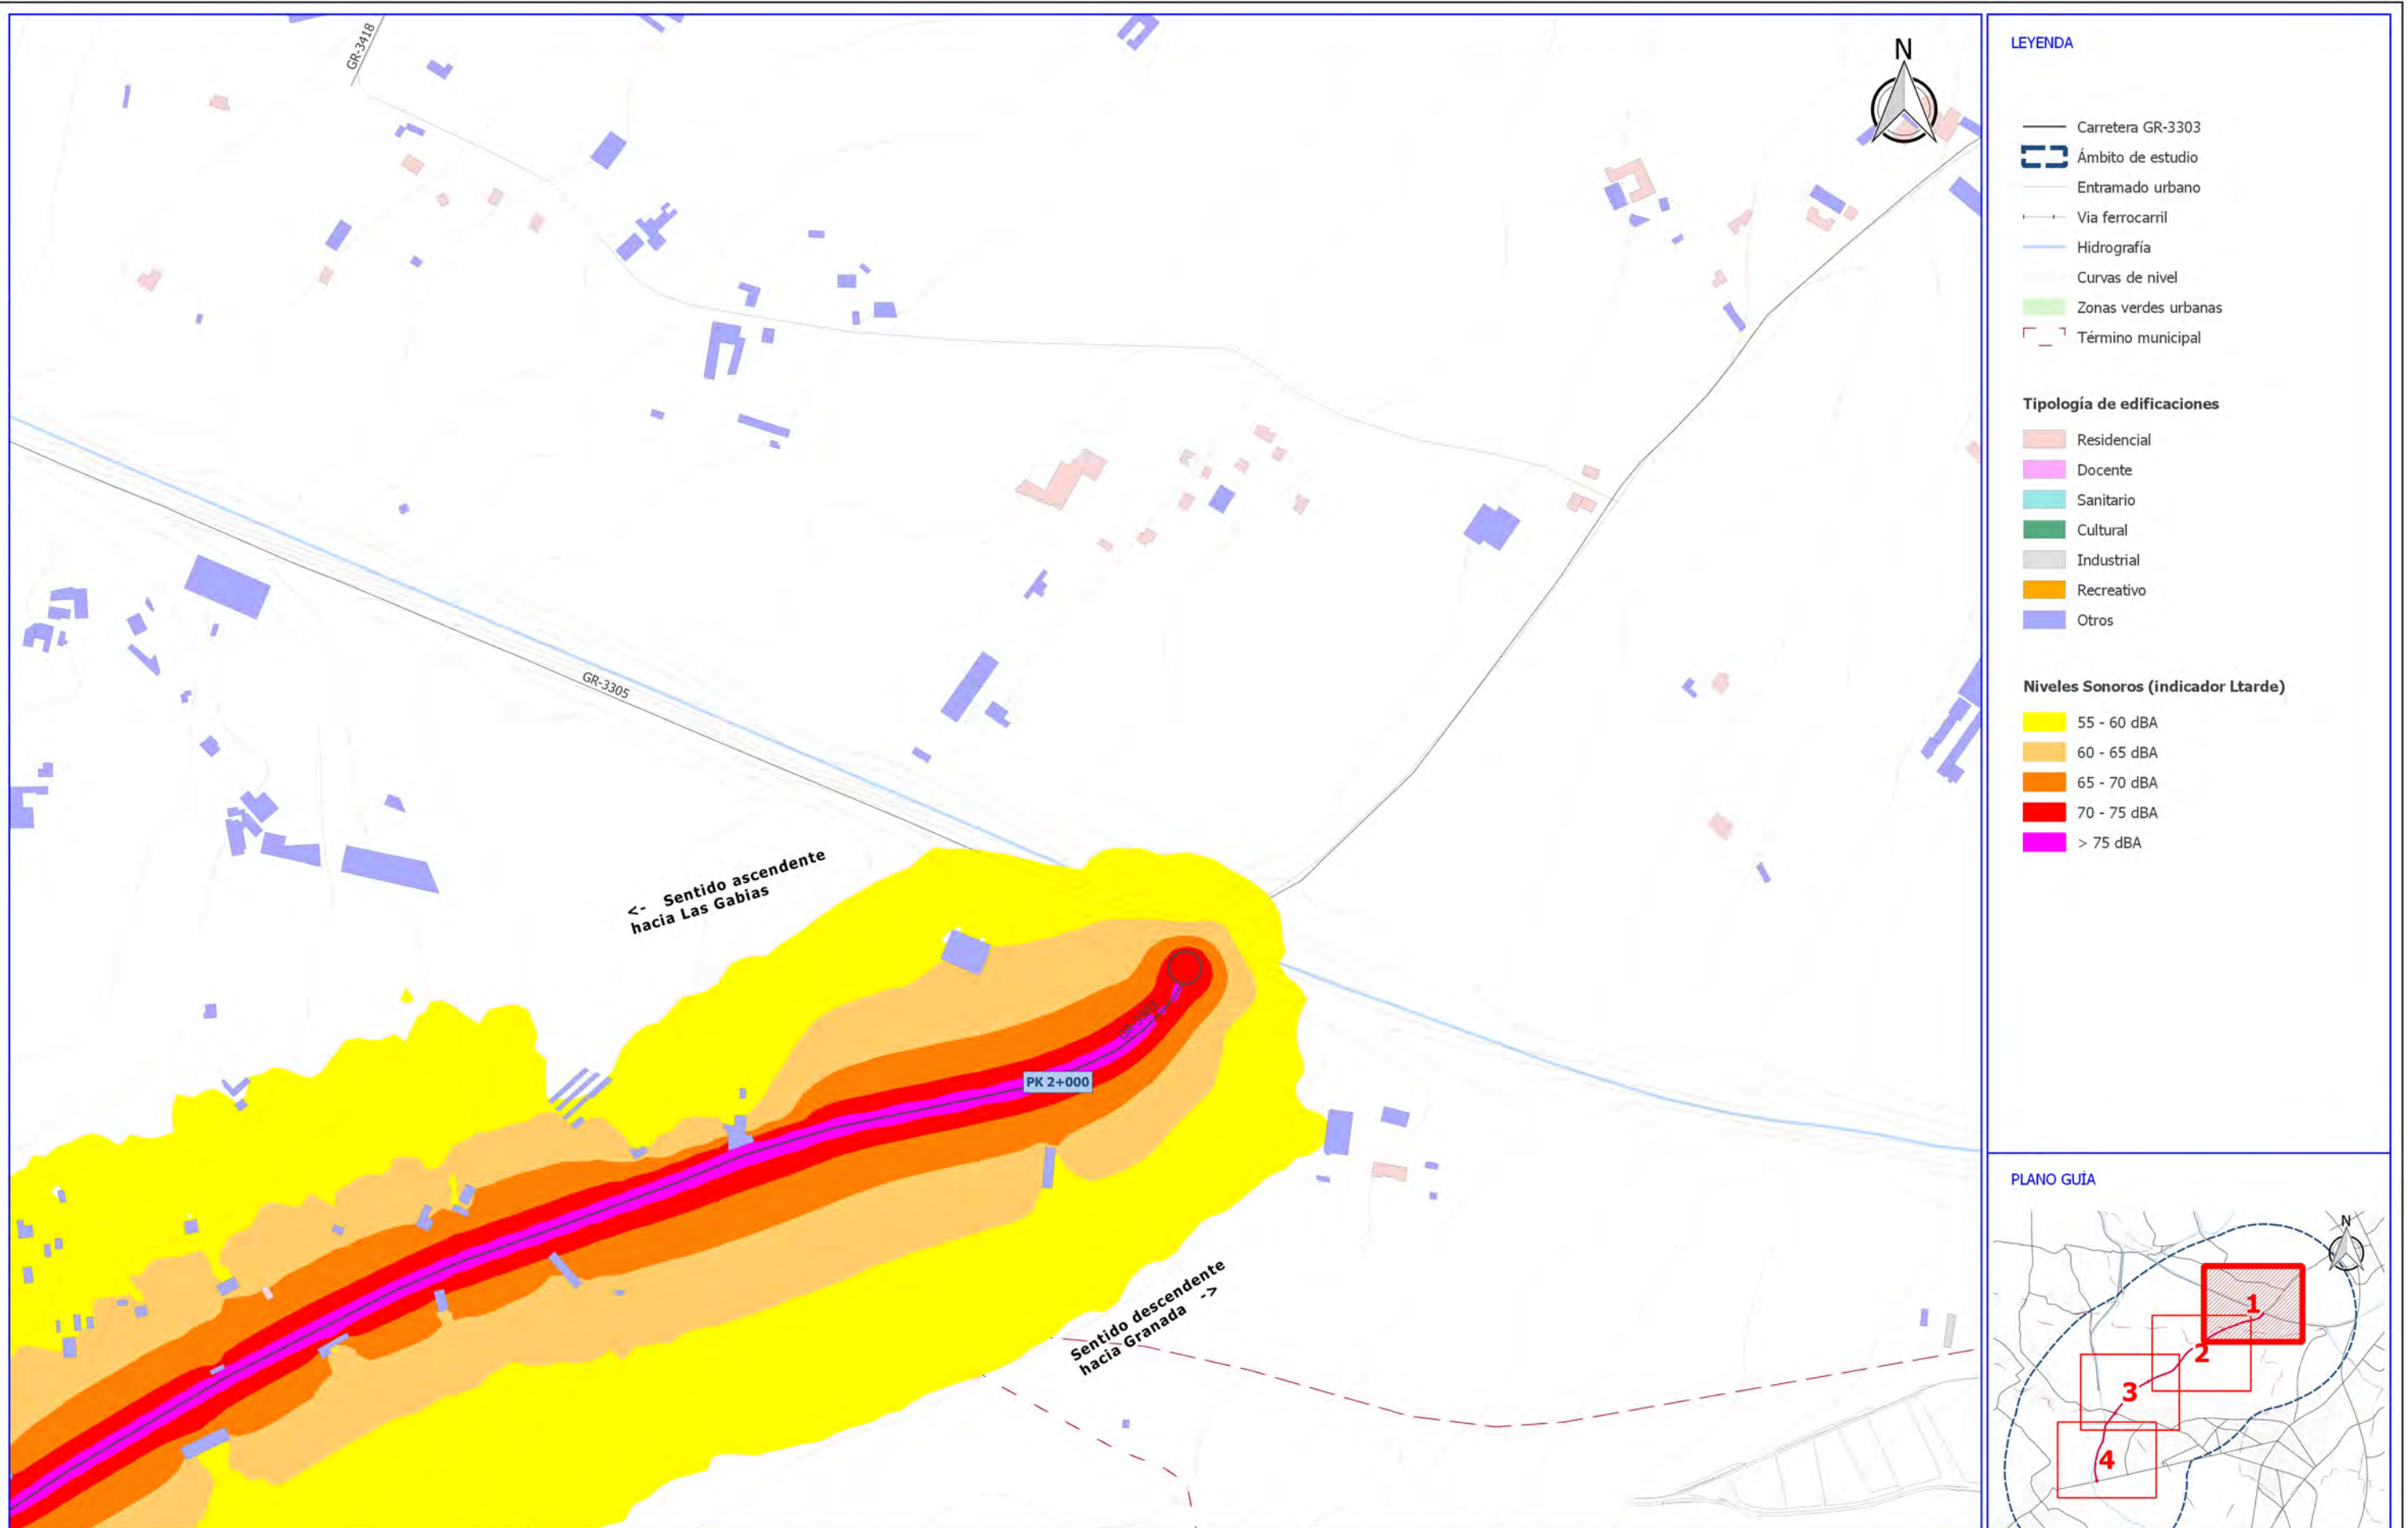 GR-3418
N
GR-3305
<- Sentido ascendente
hacia Las Gabias
GR-3303
PK 2+000
Sentido descendente ->
hacia Granada
LEYENDA
Carretera GR-3303
Ámbito de estudio
Entramado urbano
Via ferrocarril
Hidrografía
Curvas de nivel
Zonas verdes urbanas
Término municipal
Tipología de edificaciones
Residencial
Docente
Sanitario
Cultural
Industrial
Recreativo
Otros
Niveles Sonoros (indicador Ltarde)
55 - 60 dBA
60 - 65 dBA
65 - 70 dBA
70 - 75 dBA
> 75 dBA
PLANO GUÍA
N
1
2
3
4